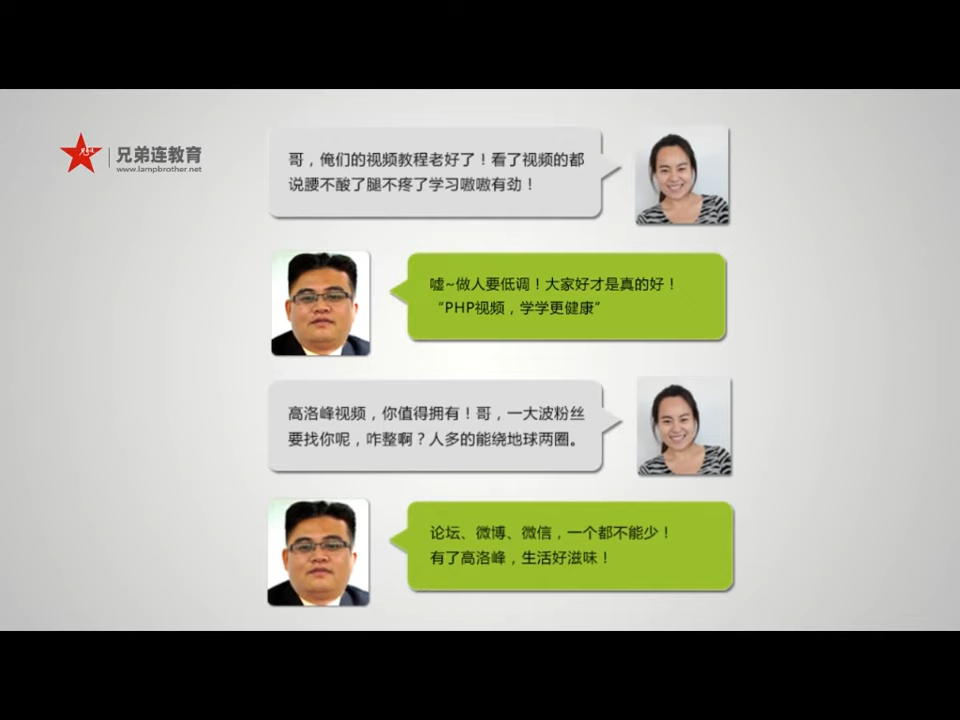 兄弟连教育
www.lampbrother.net
哥，俺们的视频教程老好了！看了视频的都
说腰不酸了腿不疼了学习嗷嗷有劲！
嘘~做人要低调！大家好才是真的好！
“PHP视频，学学更健康”
高洛峰视频，你值得拥有！哥，一大波粉丝
要找你呢，咋整啊？人多的能绕地球两圈。
论坛、微博、微信，一个都不能少！
有了高洛峰，生活好滋味！